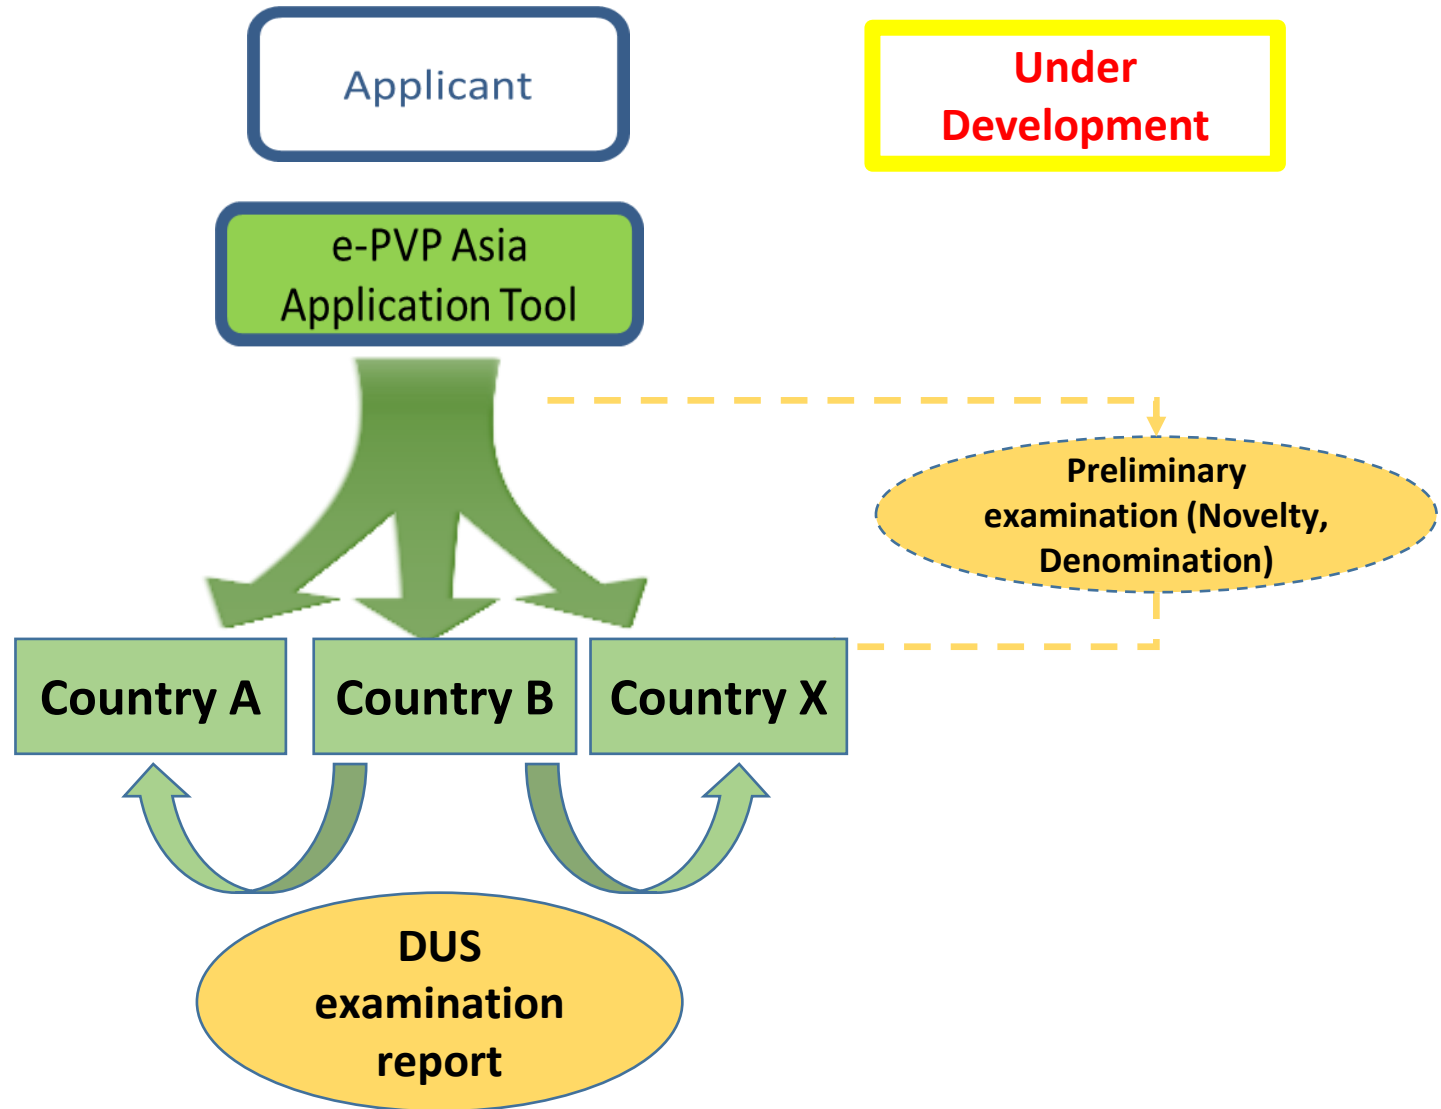 Applicant
Under
Development
e-PVP Asia
Application Tool
Preliminary
examination (Novelty,
Denomination)
Country A
Country B
Country X
DUS
examination
report